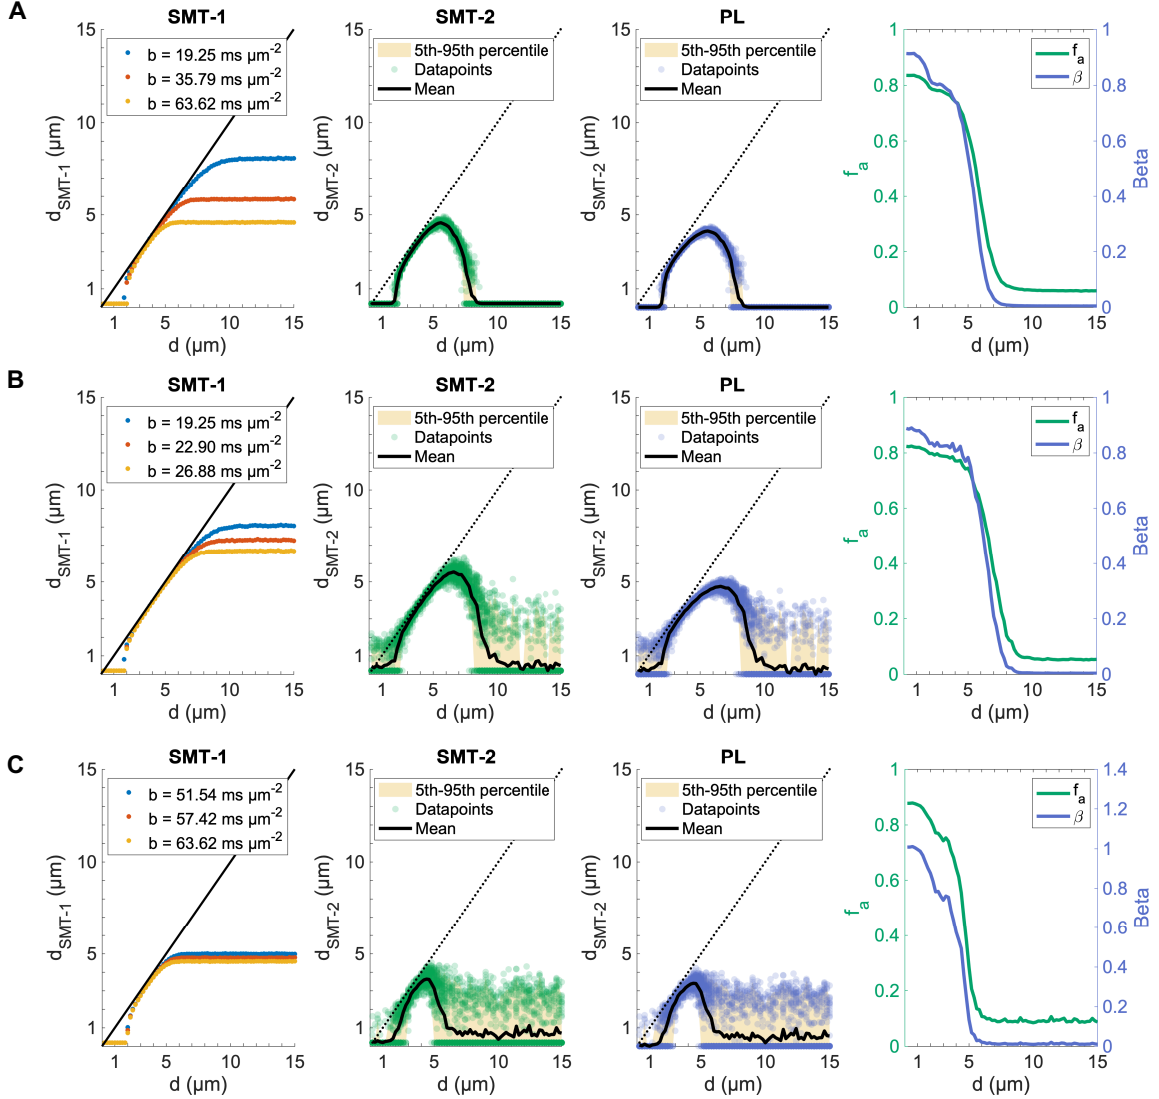 A
SMT-1
15
10
5
1
d_SMT-1 (µm)
b = 19.25 ms µm^-2
b = 35.79 ms µm^-2
b = 63.62 ms µm^-2
1 5 10 15
d (µm)
SMT-2
15
10
5
1
d_SMT-2 (µm)
5th-95th percentile
Datapoints
Mean
1 5 10 15
d (µm)
PL
15
10
5
1
d_SMT-2 (µm)
5th-95th percentile
Datapoints
Mean
1 5 10 15
d (µm)
1
0.8
0.6
0.4
0.2
0
f_a
f_a
β
1
0.8
0.6
0.4
0.2
0
Beta
1 5 10 15
d (µm)
B
SMT-1
15
10
5
1
d_SMT-1 (µm)
b = 19.25 ms µm^-2
b = 22.90 ms µm^-2
b = 26.88 ms µm^-2
1 5 10 15
d (µm)
SMT-2
15
10
5
1
d_SMT-2 (µm)
5th-95th percentile
Datapoints
Mean
1 5 10 15
d (µm)
PL
15
10
5
1
d_SMT-2 (µm)
5th-95th percentile
Datapoints
Mean
1 5 10 15
d (µm)
1
0.8
0.6
0.4
0.2
0
f_a
f_a
β
1
0.8
0.6
0.4
0.2
0
Beta
1 5 10 15
d (µm)
C
SMT-1
15
10
5
1
d_SMT-1 (µm)
b = 51.54 ms µm^-2
b = 57.42 ms µm^-2
b = 63.62 ms µm^-2
1 5 10 15
d (µm)
SMT-2
15
10
5
1
d_SMT-2 (µm)
5th-95th percentile
Datapoints
Mean
1 5 10 15
d (µm)
PL
15
10
5
1
d_SMT-2 (µm)
5th-95th percentile
Datapoints
Mean
1 5 10 15
d (µm)
1
0.8
0.6
0.4
0.2
0
f_a
f_a
β
1.4
1.2
1
0.8
0.6
0.4
0.2
0
Beta
1 5 10 15
d (µm)